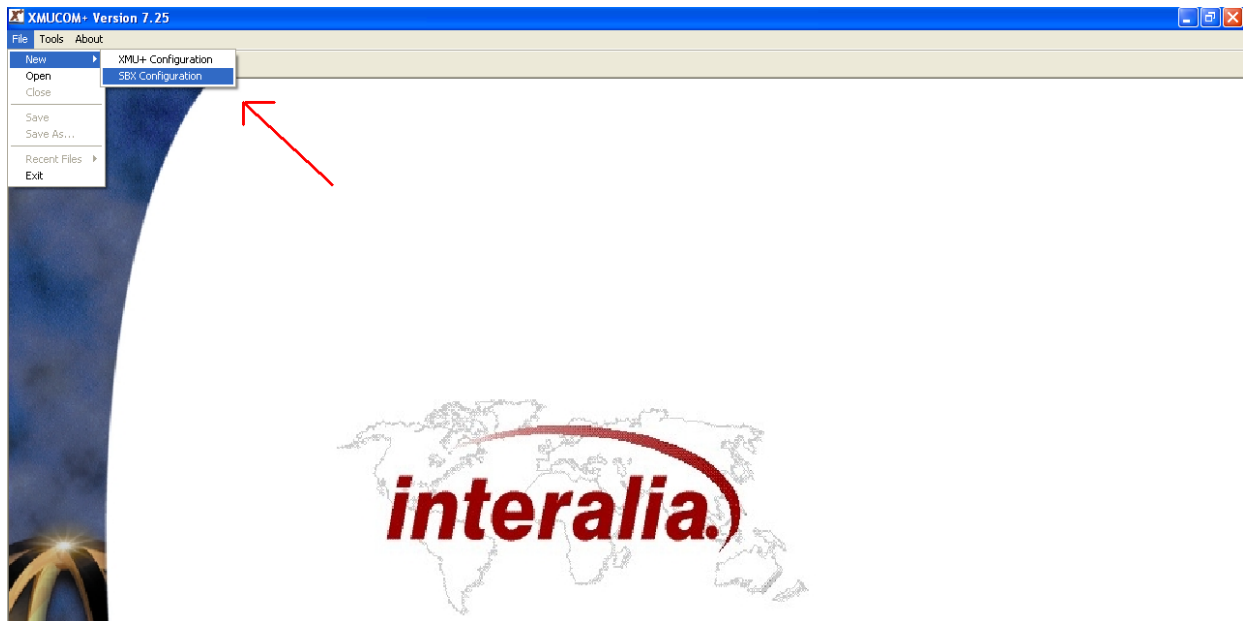 XMUCOM+ Version 7.25
File Tools About
New
XMU+ Configuration
Open
SBX Configuration
Close
Save
Save As...
Recent Files
Exit
interalia.